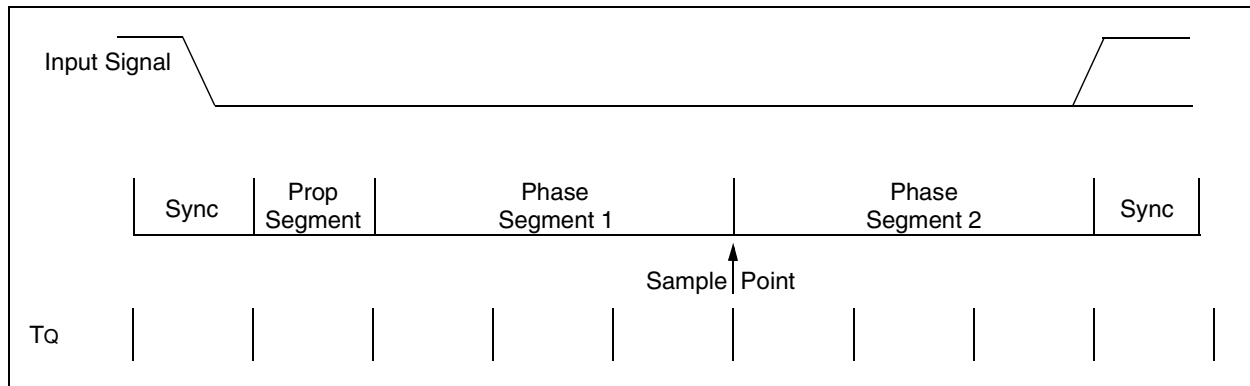 Input Signal
Sync
Prop
Segment
Phase
Segment 1
Phase
Segment 2
Sync
Sample Point
TQ